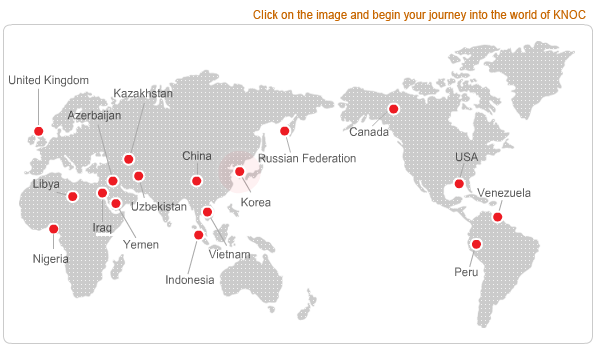 Click on the image and begin your journey into the world of KNOC
United Kingdom
Kazakhstan
Azerbaijan
Canada
China
Russian Federation
USA
Libya
Uzbekistan
Korea
Venezuela
Iraq
Yemen
Vietnam
Nigeria
Indonesia
Peru